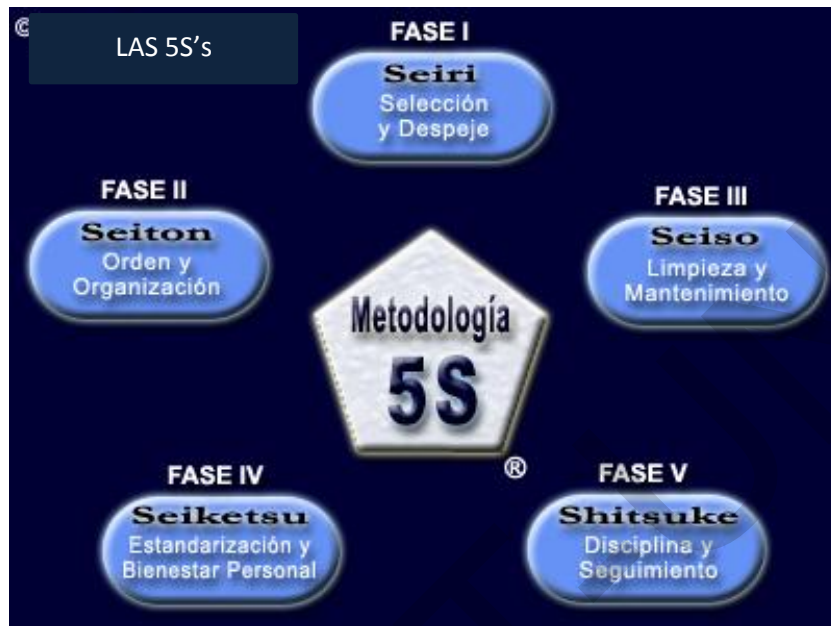 ©
LAS 5S’s
FASE I
Seiri
Selección
y Despeje
FASE II
Seiton
Orden y
Organización
FASE III
Seiso
Limpieza y
Mantenimiento
Metodología
5S
®
FASE IV
Seiketsu
Estandarización y
Bienestar Personal
FASE V
Shitsuke
Disciplina y
Seguimiento